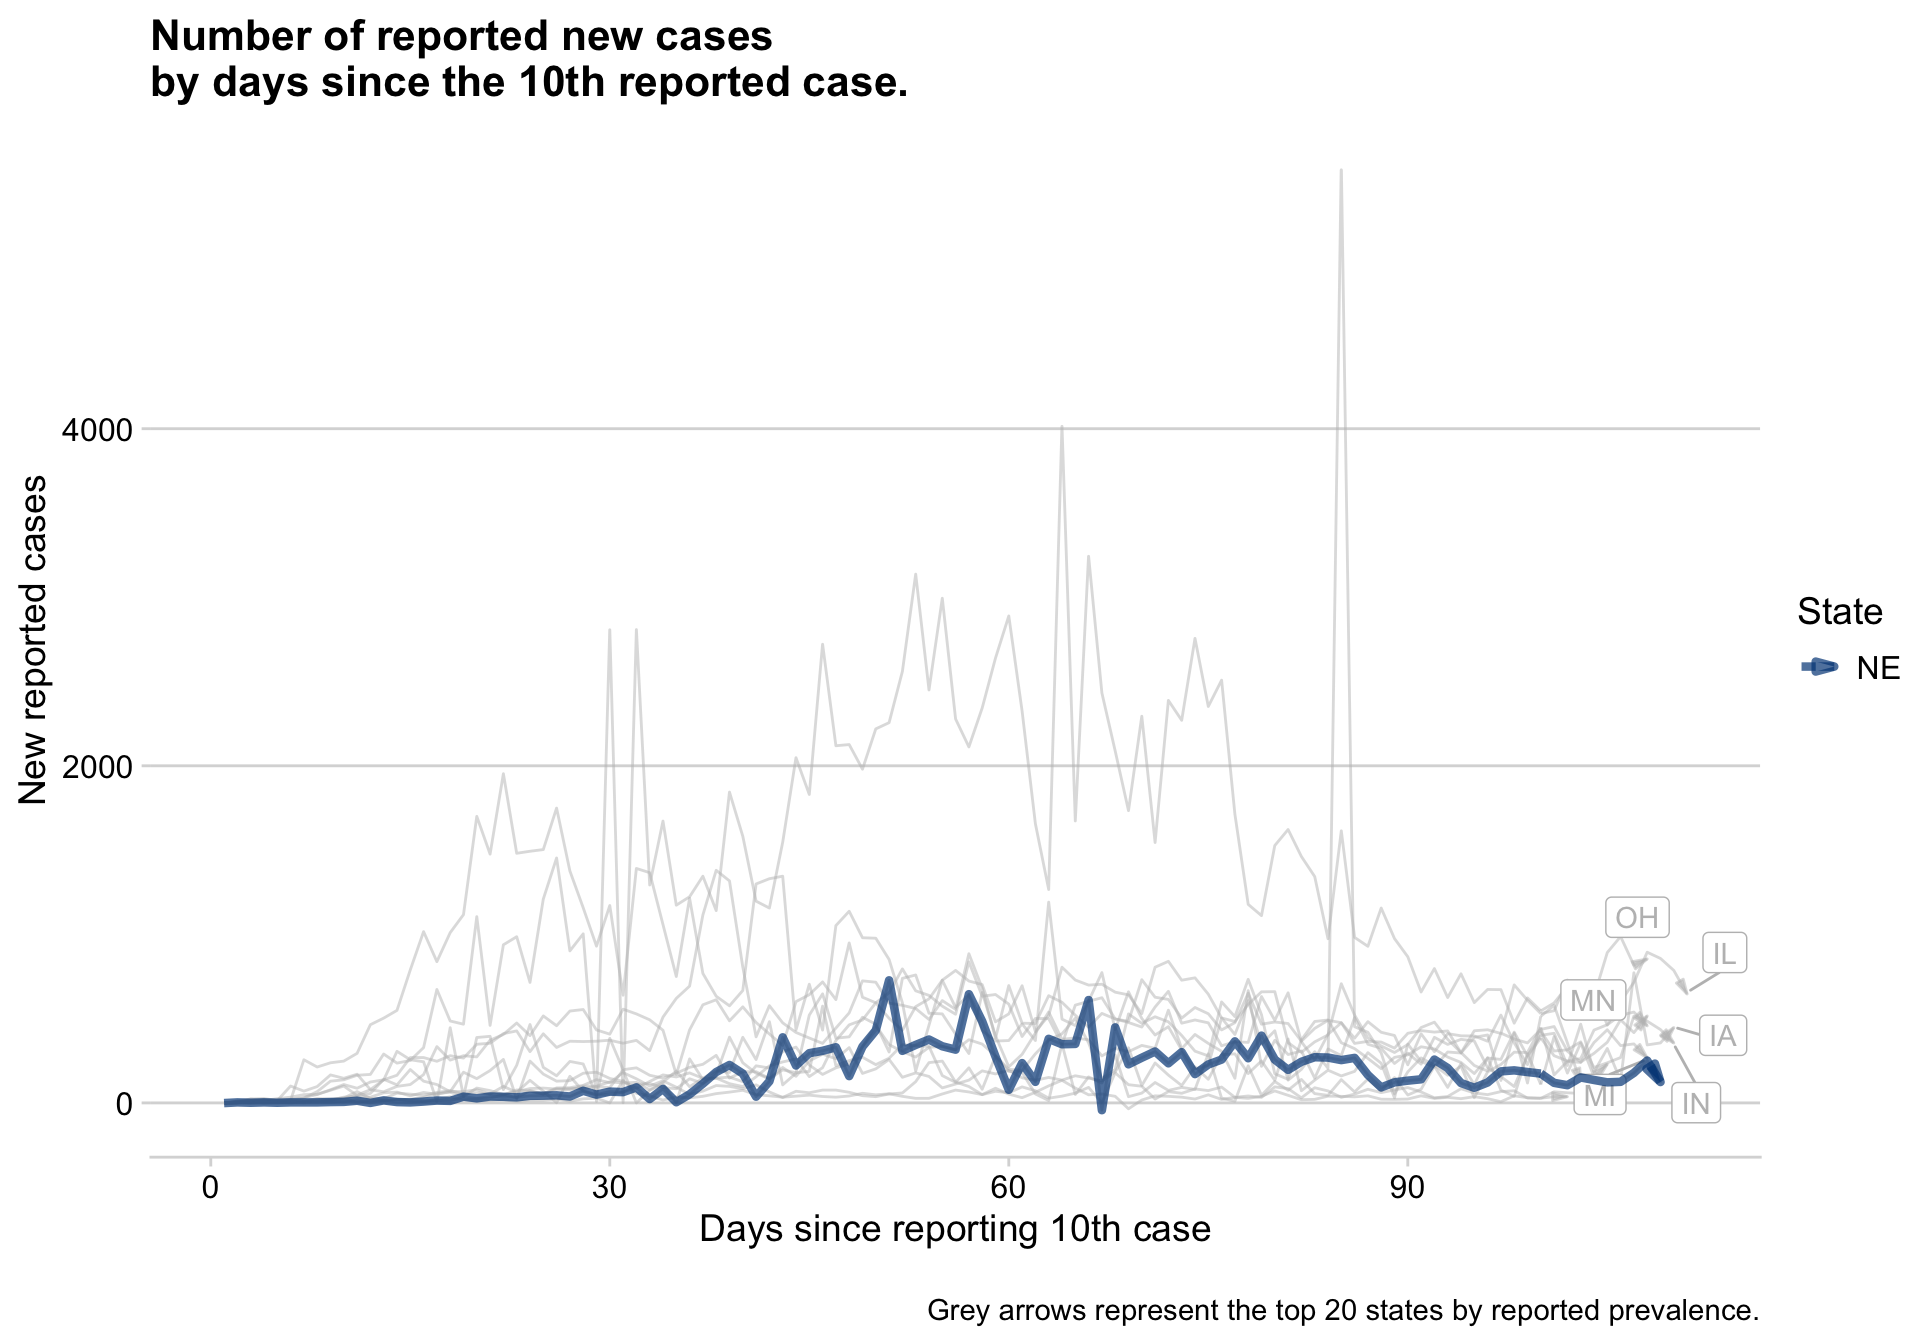 Number of reported new cases
by days since the 10th reported case.
New reported cases
4000
2000
0
OH
IL
MN
IA
MI
IN
State
NE
0
30
60
90
Days since reporting 10th case
Grey arrows represent the top 20 states by reported prevalence.